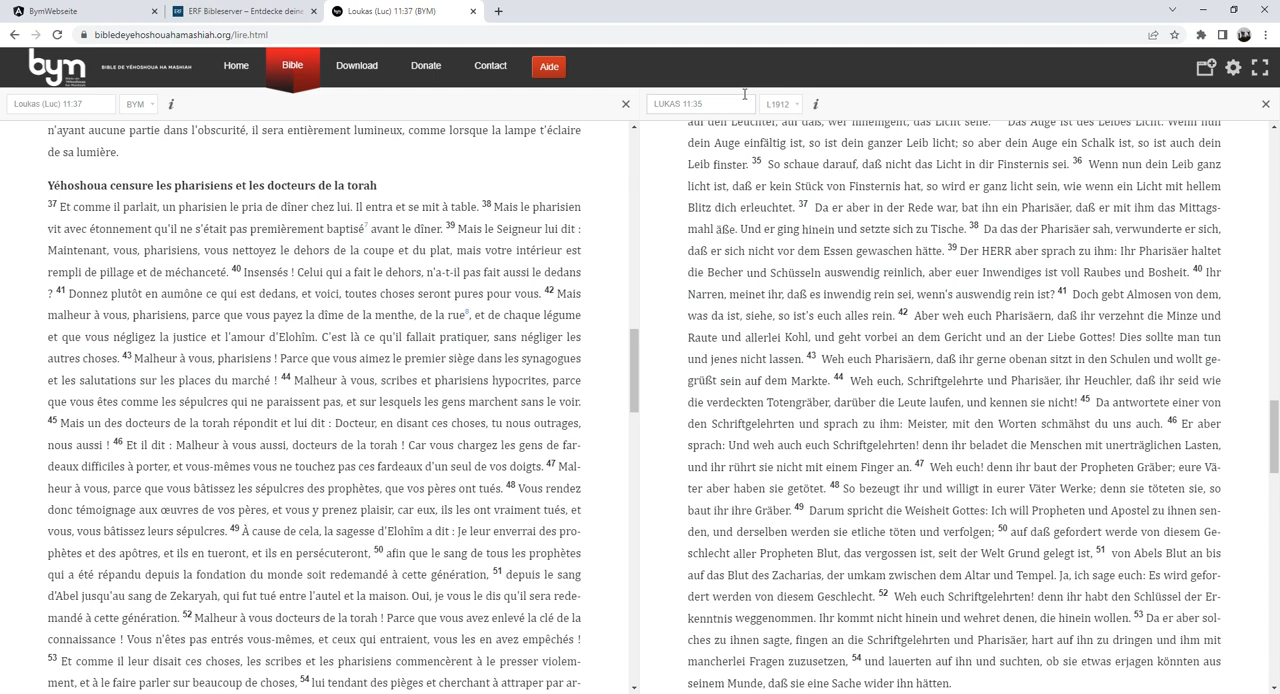 BymWebseite
ERF Bibleserver – Entdecke deine
Loukas (Luc) 11:37 (BYM)
bibledeyehoshouahamashiah.org/lire.html
bym BIBLE DE YÉHOSHOUA HA MASHIAH Home Bible Download Donate Contact Aide
Loukas (Luc) 11:37 BYM i
n'ayant aucune partie dans l'obscurité, il sera entièrement lumineux, comme lorsque la lampe t'éclaire
de sa lumière.
Yéhoshoua censure les pharisiens et les docteurs de la torah
37 Et comme il parlait, un pharisien le pria de dîner chez lui. Il entra et se mit à table. 38 Mais le pharisien
vit avec étonnement qu'il ne s'était pas premièrement baptisé7 avant le dîner. 39 Mais le Seigneur lui dit :
Maintenant, vous, pharisiens, vous nettoyez le dehors de la coupe et du plat, mais votre intérieur est
rempli de pillage et de méchanceté. 40 Insensés ! Celui qui a fait le dehors, n'a-t-il pas fait aussi le dedans
? 41 Donnez plutôt en aumône ce qui est dedans, et voici, toutes choses seront pures pour vous. 42 Mais
malheur à vous, pharisiens, parce que vous payez la dîme de la menthe, de la rue8, et de chaque légume
et que vous négligez la justice et l'amour d'Elohîm. C'est là ce qu'il fallait pratiquer, sans négliger les
autres choses. 43 Malheur à vous, pharisiens ! Parce que vous aimez le premier siège dans les synagogues
et les salutations sur les places du marché ! 44 Malheur à vous, scribes et pharisiens hypocrites, parce
que vous êtes comme les sépulcres qui ne paraissent pas, et sur lesquels les gens marchent sans le voir.
45 Mais un des docteurs de la torah répondit et lui dit : Docteur, en disant ces choses, tu nous outrages,
nous aussi ! 46 Et il dit : Malheur à vous aussi, docteurs de la torah ! Car vous chargez les gens de far-
deaux difficiles à porter, et vous-mêmes vous ne touchez pas ces fardeaux d'un seul de vos doigts. 47 Mal-
heur à vous, parce que vous bâtissez les sépulcres des prophètes, que vos pères ont tués. 48 Vous rendez
donc témoignage aux œuvres de vos pères, et vous y prenez plaisir, car eux, ils les ont vraiment tués, et
vous, vous bâtissez leurs sépulcres. 49 À cause de cela, la sagesse d'Elohîm a dit : Je leur enverrai des pro-
phètes et des apôtres, et ils en tueront, et ils en persécuteront, 50 afin que le sang de tous les prophètes
qui a été répandu depuis la fondation du monde soit redemandé à cette génération, 51 depuis le sang
d'Abel jusqu'au sang de Zekaryah, qui fut tué entre l'autel et la maison. Oui, je vous le dis qu'il sera rede-
mandé à cette génération. 52 Malheur à vous docteurs de la torah ! Parce que vous avez enlevé la clé de la
connaissance ! Vous n'êtes pas entrés vous-mêmes, et ceux qui entraient, vous les en avez empêchés !
53 Et comme il leur disait ces choses, les scribes et les pharisiens commencèrent à le presser violem-
ment, et à le faire parler sur beaucoup de choses, 54 lui tendant des pièges et cherchant à attraper par ar-
LUKAS 11:35 L1912 i
auf den Leuchter, auf daß, wer hineingeht, das Licht sehe. Das Auge ist des Leibes Licht. Wenn nun
dein Auge einfältig ist, so ist dein ganzer Leib licht; so aber dein Auge ein Schalk ist, so ist auch dein
Leib finster. 35 So schaue darauf, daß nicht das Licht in dir Finsternis sei. 36 Wenn nun dein Leib ganz
licht ist, daß er kein Stück von Finsternis hat, so wird er ganz licht sein, wie wenn ein Licht mit hellem
Blitz dich erleuchtet. 37 Da er aber in der Rede war, bat ihn ein Pharisäer, daß er mit ihm das Mittags-
mahl äße. Und er ging hinein und setzte sich zu Tische. 38 Da das der Pharisäer sah, verwunderte er sich,
daß er sich nicht vor dem Essen gewaschen hätte. 39 Der HERR aber sprach zu ihm: Ihr Pharisäer haltet
die Becher und Schüsseln auswendig reinlich, aber euer Inwendiges ist voll Raubes und Bosheit. 40 Ihr
Narren, meinet ihr, daß es inwendig rein sei, wenn's auswendig rein ist? 41 Doch gebt Almosen von dem,
was da ist, siehe, so ist's euch alles rein. 42 Aber weh euch Pharisäern, daß ihr verzehnt die Minze und
Raute und allerlei Kohl, und geht vorbei an dem Gericht und an der Liebe Gottes! Dies sollte man tun
und jenes nicht lassen. 43 Weh euch Pharisäern, daß ihr gerne obenan sitzt in den Schulen und wollt ge-
grüßt sein auf dem Markte. 44 Weh euch. Schriftgelehrte und Pharisäer, ihr Heuchler, daß ihr seid wie
die verdeckten Totengräber, darüber die Leute laufen, und kennen sie nicht! 45 Da antwortete einer von
den Schriftgelehrten und sprach zu ihm: Meister, mit den Worten schmähst du uns auch. 46 Er aber
sprach: Und weh auch euch Schriftgelehrten! denn ihr beladet die Menschen mit unerträglichen Lasten,
und ihr rührt sie nicht mit einem Finger an. 47 Weh euch! denn ihr baut der Propheten Gräber; eure Vä-
ter aber haben sie getötet. 48 So bezeugt ihr und willigt in eurer Väter Werke; denn sie töteten sie, so
baut ihr ihre Gräber. 49 Darum spricht die Weisheit Gottes: Ich will Propheten und Apostel zu ihnen sen-
den, und derselben werden sie etliche töten und verfolgen; 50 auf daß gefordert werde von diesem Ge-
schlecht aller Propheten Blut, das vergossen ist, seit der Welt Grund gelegt ist, 51 von Abels Blut an bis
auf das Blut des Zacharias, der umkam zwischen dem Altar und Tempel. Ja, ich sage euch: Es wird gefor-
dert werden von diesem Geschlecht. 52 Weh euch Schriftgelehrten! denn ihr habt den Schlüssel der Er-
kenntnis weggenommen. Ihr kommt nicht hinein und wehret denen, die hinein wollen. 53 Da er aber sol-
ches zu ihnen sagte, fingen an die Schriftgelehrten und Pharisäer, hart auf ihn zu dringen und ihm mit
mancherlei Fragen zuzusetzen, 54 und lauerten auf ihn und suchten, ob sie etwas erjagen könnten aus
seinem Munde, daß sie eine Sache wider ihn hätten.